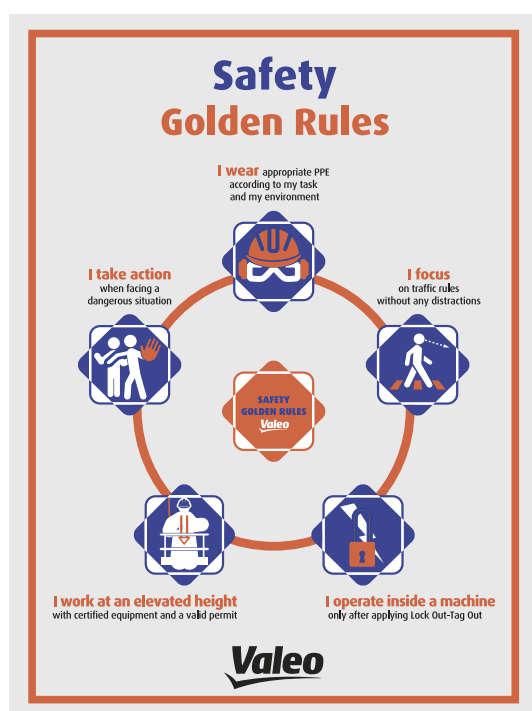 Safety
Golden Rules
I wear appropriate PPE
according to my task
and my environment
I take action
when facing a
dangerous situation
I focus
on traffic rules
without any distractions
SAFETY
GOLDEN RULES
Valeo
I work at an elevated height
with certified equipment and a valid permit
I operate inside a machine
only after applying Lock Out-Tag Out
Valeo